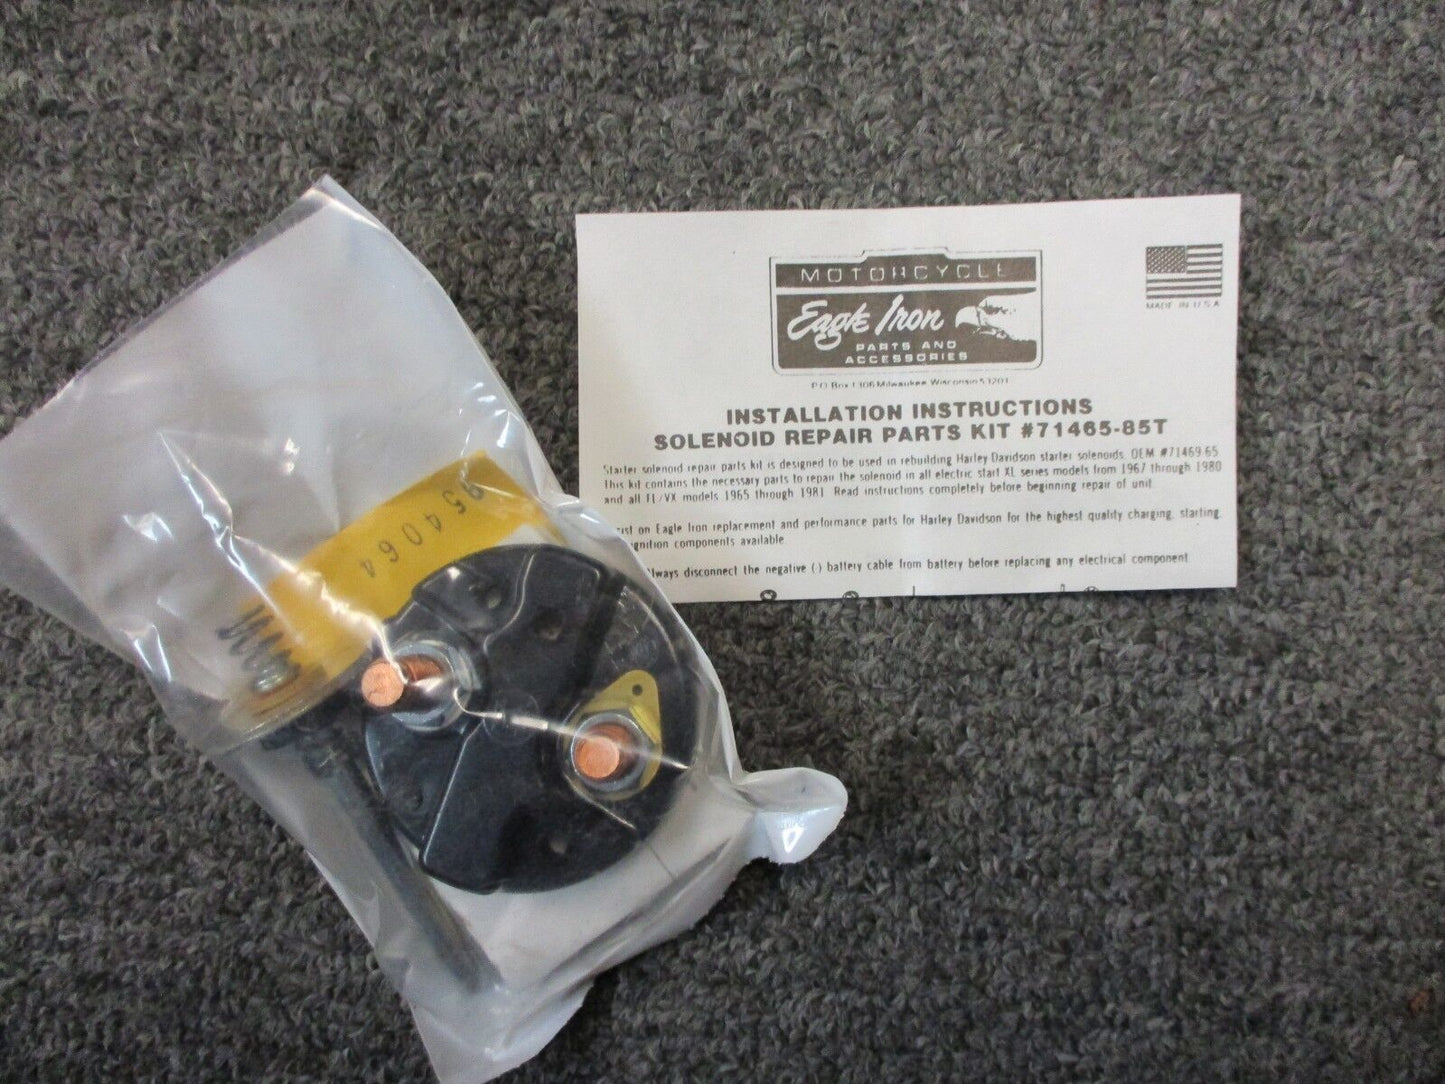 MOTORCYCLE
Eagle Iron
PARTS AND
ACCESSORIES
MADE IN U.S.A.
P.O. Box 1306 Milwaukee Wisconsin 53201
INSTALLATION INSTRUCTIONS
SOLENOID REPAIR PARTS KIT #71465-85T
Starter solenoid repair parts kit is designed to be used in rebuilding Harley Davidson starter solenoids, OEM #71469 65.
This kit contains the necessary parts to repair the solenoid in all electric start XL series models from 1967 through 1980
and all FL/VX models 1965 through 1981. Read instructions completely before beginning repair of unit.
on Eagle Iron replacement and performance parts for Harley Davidson for the highest quality charging, starting,
ignition components available.
Always disconnect the negative (-) battery cable from battery before replacing any electrical component.
954064